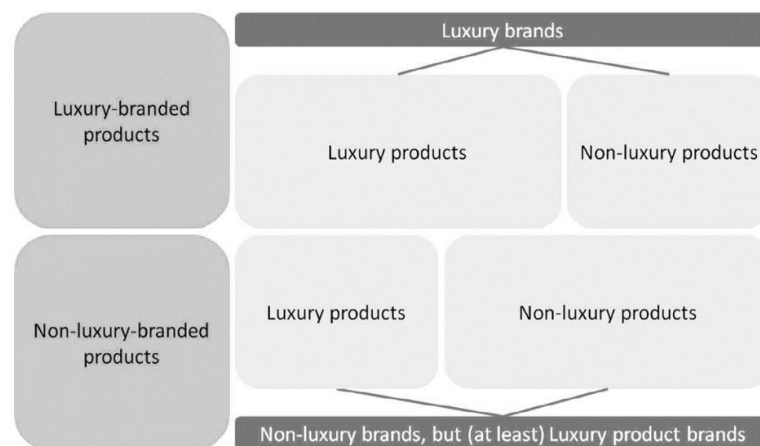 Luxury brands
Luxury-branded
products
Luxury products
Non-luxury products
Non-luxury-branded
products
Luxury products
Non-luxury products
Non-luxury brands, but (at least) Luxury product brands